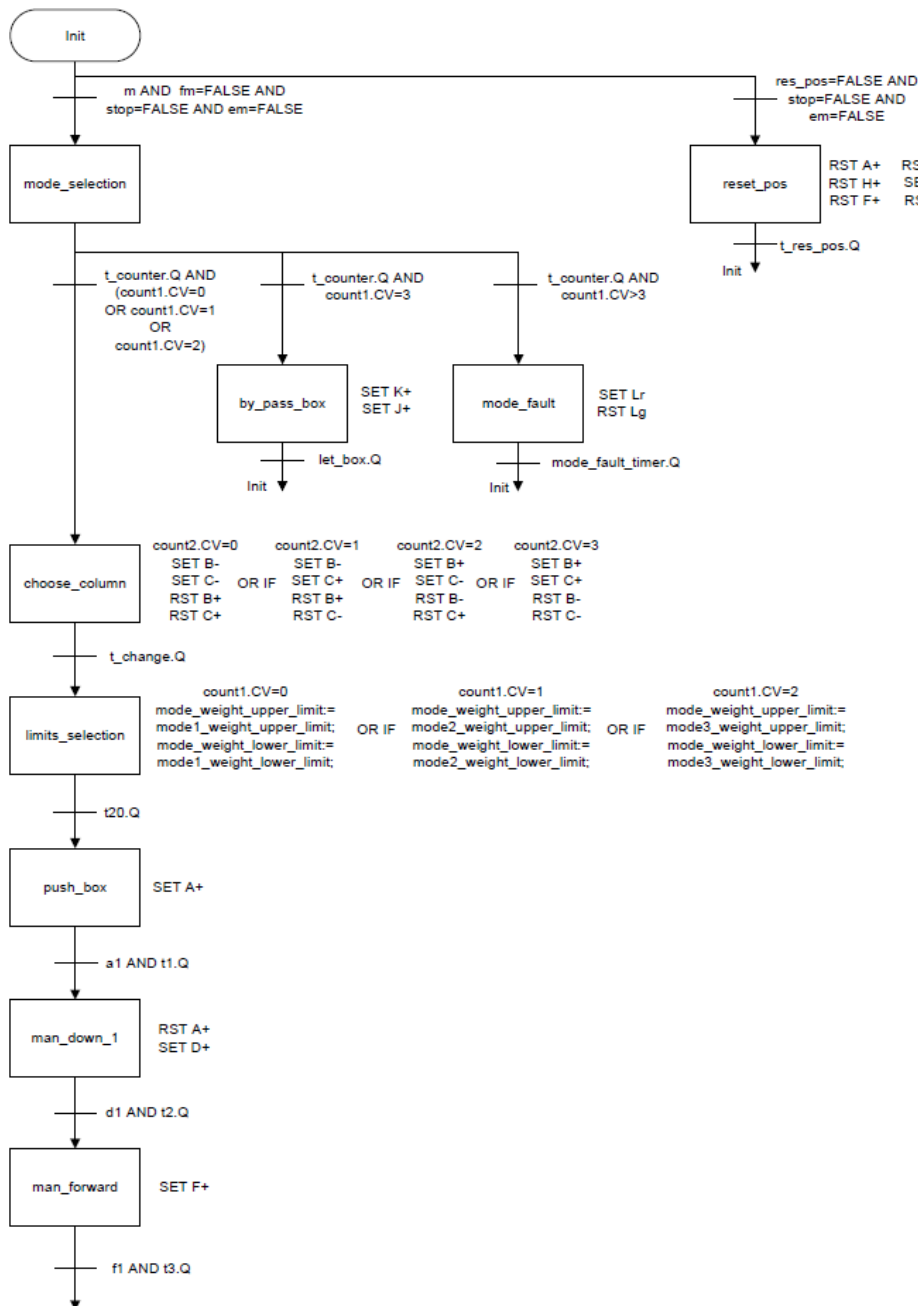 Init
m AND fm=FALSE AND
stop=FALSE AND em=FALSE
res_pos=FALSE AND
stop=FALSE AND
em=FALSE
mode_selection
reset_pos
RST A+
RST H+ SE
RST F+
t_res_pos.Q
Init
t_counter.Q AND
(count1.CV=0
OR count1.CV=1
OR
count1.CV=2)
t_counter.Q AND
count1.CV=3
t_counter.Q AND
count1.CV>3
by_pass_box
SET K+
SET J+
mode_fault
SET Lr
RST Lg
let_box.Q
Init
mode_fault_timer.Q
Init
choose_column
count2.CV=0
SET B-
SET C-
RST B+
RST C+
OR IF
count2.CV=1
SET B-
SET C+
RST B+
RST C-
OR IF
count2.CV=2
SET B+
SET C-
RST B-
RST C+
OR IF
count2.CV=3
SET B+
SET C+
RST B-
RST C-
t_change.Q
limits_selection
count1.CV=0
mode_weight_upper_limit:=
mode1_weight_upper_limit;
mode_weight_lower_limit:=
mode1_weight_lower_limit;
OR IF
count1.CV=1
mode_weight_upper_limit:=
mode2_weight_upper_limit;
mode_weight_lower_limit:=
mode2_weight_lower_limit;
OR IF
count1.CV=2
mode_weight_upper_limit:=
mode3_weight_upper_limit;
mode_weight_lower_limit:=
mode3_weight_lower_limit;
t20.Q
push_box
SET A+
a1 AND t1.Q
man_down_1
RST A+
SET D+
d1 AND t2.Q
man_forward
SET F+
f1 AND t3.Q